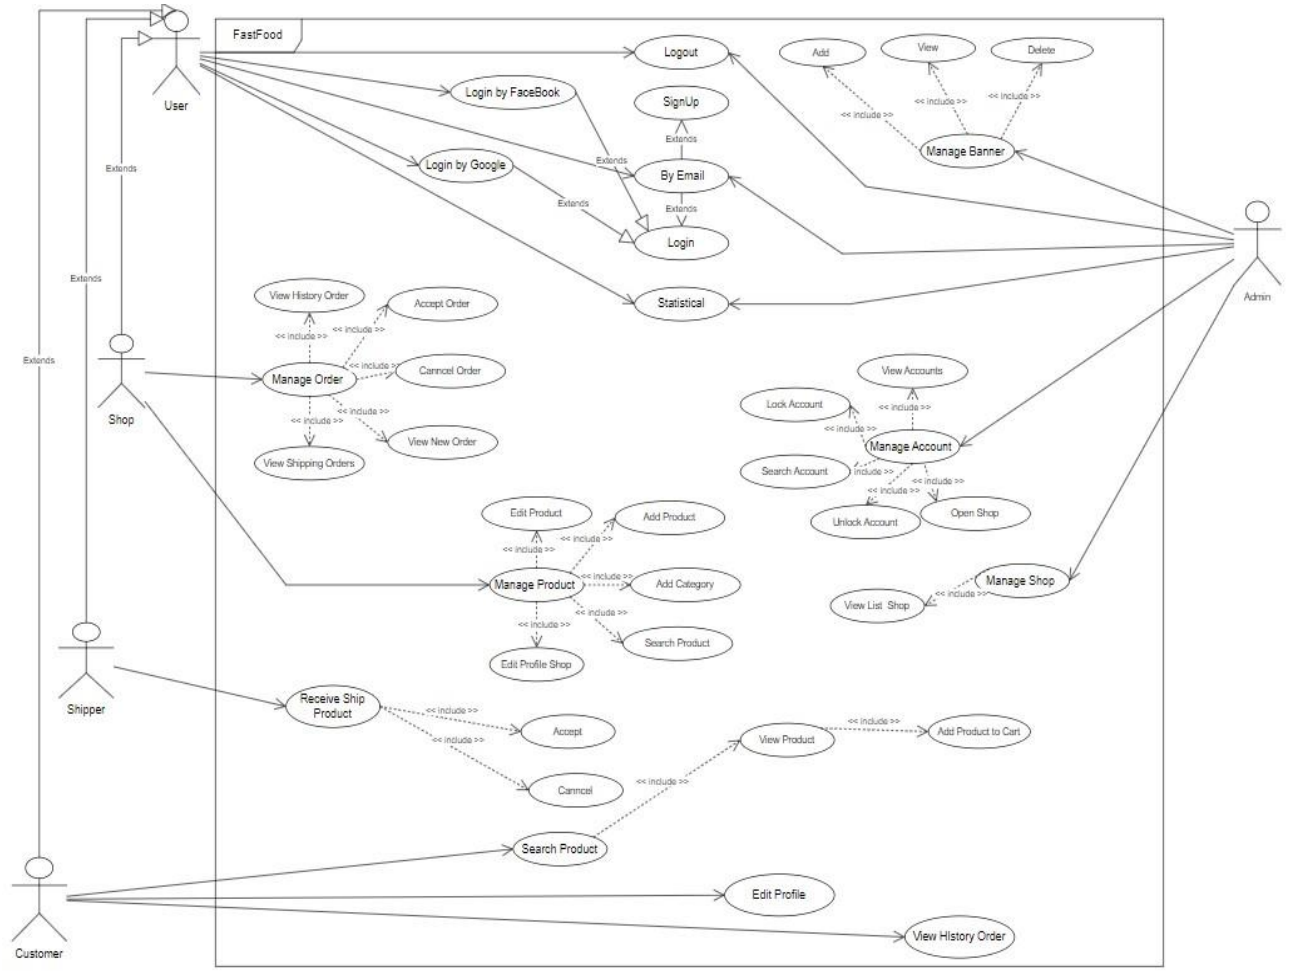 FastFood
User
Logout
Add
View
Delete
<< include >>
<< include >>
<< include >>
Login by FaceBook
SignUp
Extends
Manage Banner
Login by Google
Extends
By Email
Extends
Extends
Extends
Login
Extends
Statistical
Admin
Extends
Extends
View History Order
Accept Order
<< include >>
<< include >>
<< include >>
Canncel Order
Manage Order
Shop
<< include >>
View New Order
View Shipping Orders
<< include >>
View Accounts
Lock Account
<< include >>
<< include >>
Manage Account
Search Account
include >>
<< include >>
<< include >>
Unlock Account
Open Shop
Edit Product
Add Product
<< include >>
<< include >>
Manage Product
<< include >>
Add Category
<< include >>
<< include >>
Search Product
Edit Profile Shop
Manage Shop
<< include >>
View List Shop
Shipper
Receive Ship
Product
<< include >>
Accept
<< include >>
Canncel
View Product
<< include >>
Add Product to Cart
<< include >>
Search Product
Edit Profile
View HIstory Order
Customer